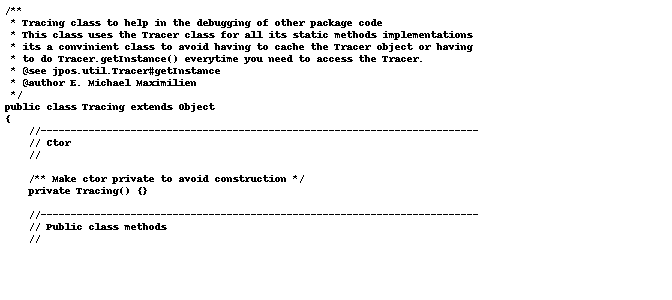 /**
 * Tracing class to help in the debugging of other package code
 * This class uses the Tracer class for all its static methods implementations
 * its a convinient class to avoid having to cache the Tracer object or having
 * to do Tracer.getInstance() everytime you need to access the Tracer.
 * @see jpos.util.Tracer#getInstance
 * @author E. Michael Maximilien
 */
public class Tracing extends Object
{
    //-------------------------------------------------------------------------
    // Ctor
    //
    /** Make ctor private to avoid construction */
    private Tracing() {}
    //-------------------------------------------------------------------------
    // Public class methods
    //